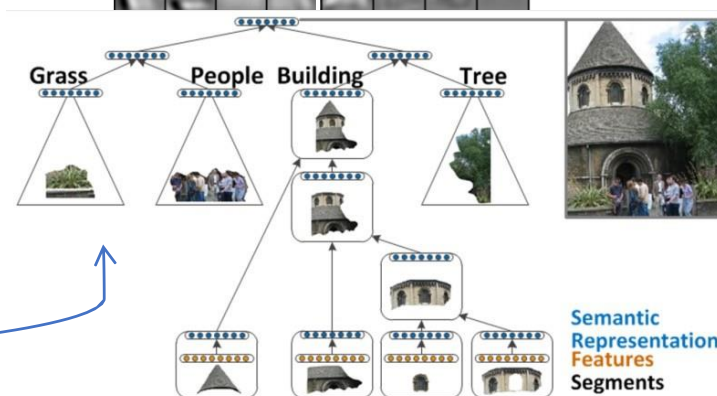 Grass People Building Tree
Semantic
Representation
Features
Segments